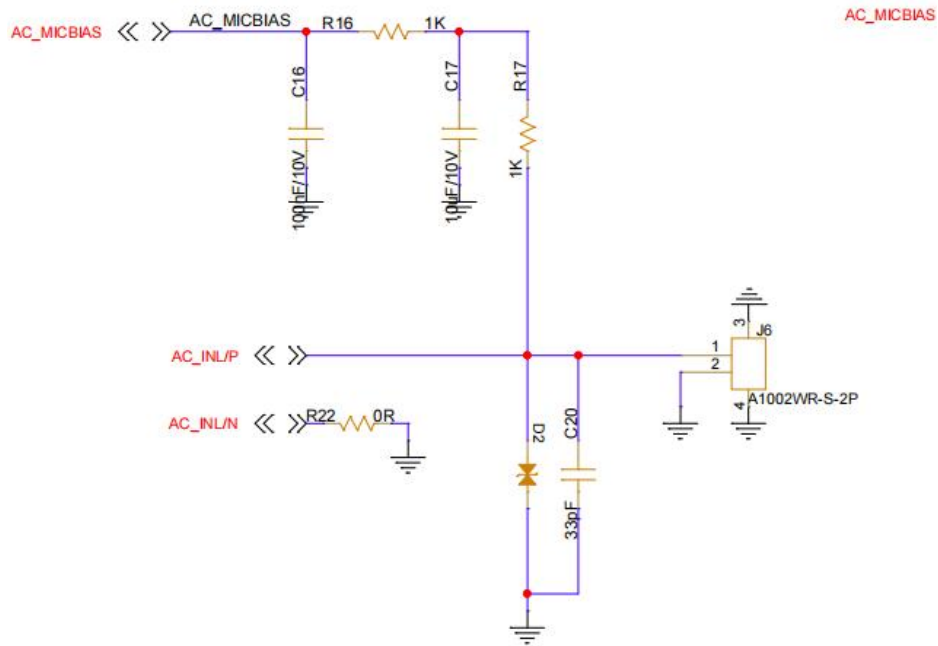 AC_MICBIAS
AC_MICBIAS
R16
1K
AC_MICBIAS
C16
100nF/10V
C17
10uF/10V
R17
1K
AC_INL/P
1
2
3
J6
4
A1002WR-S-2P
AC_INL/N
R22
0R
D2
C20
33pF